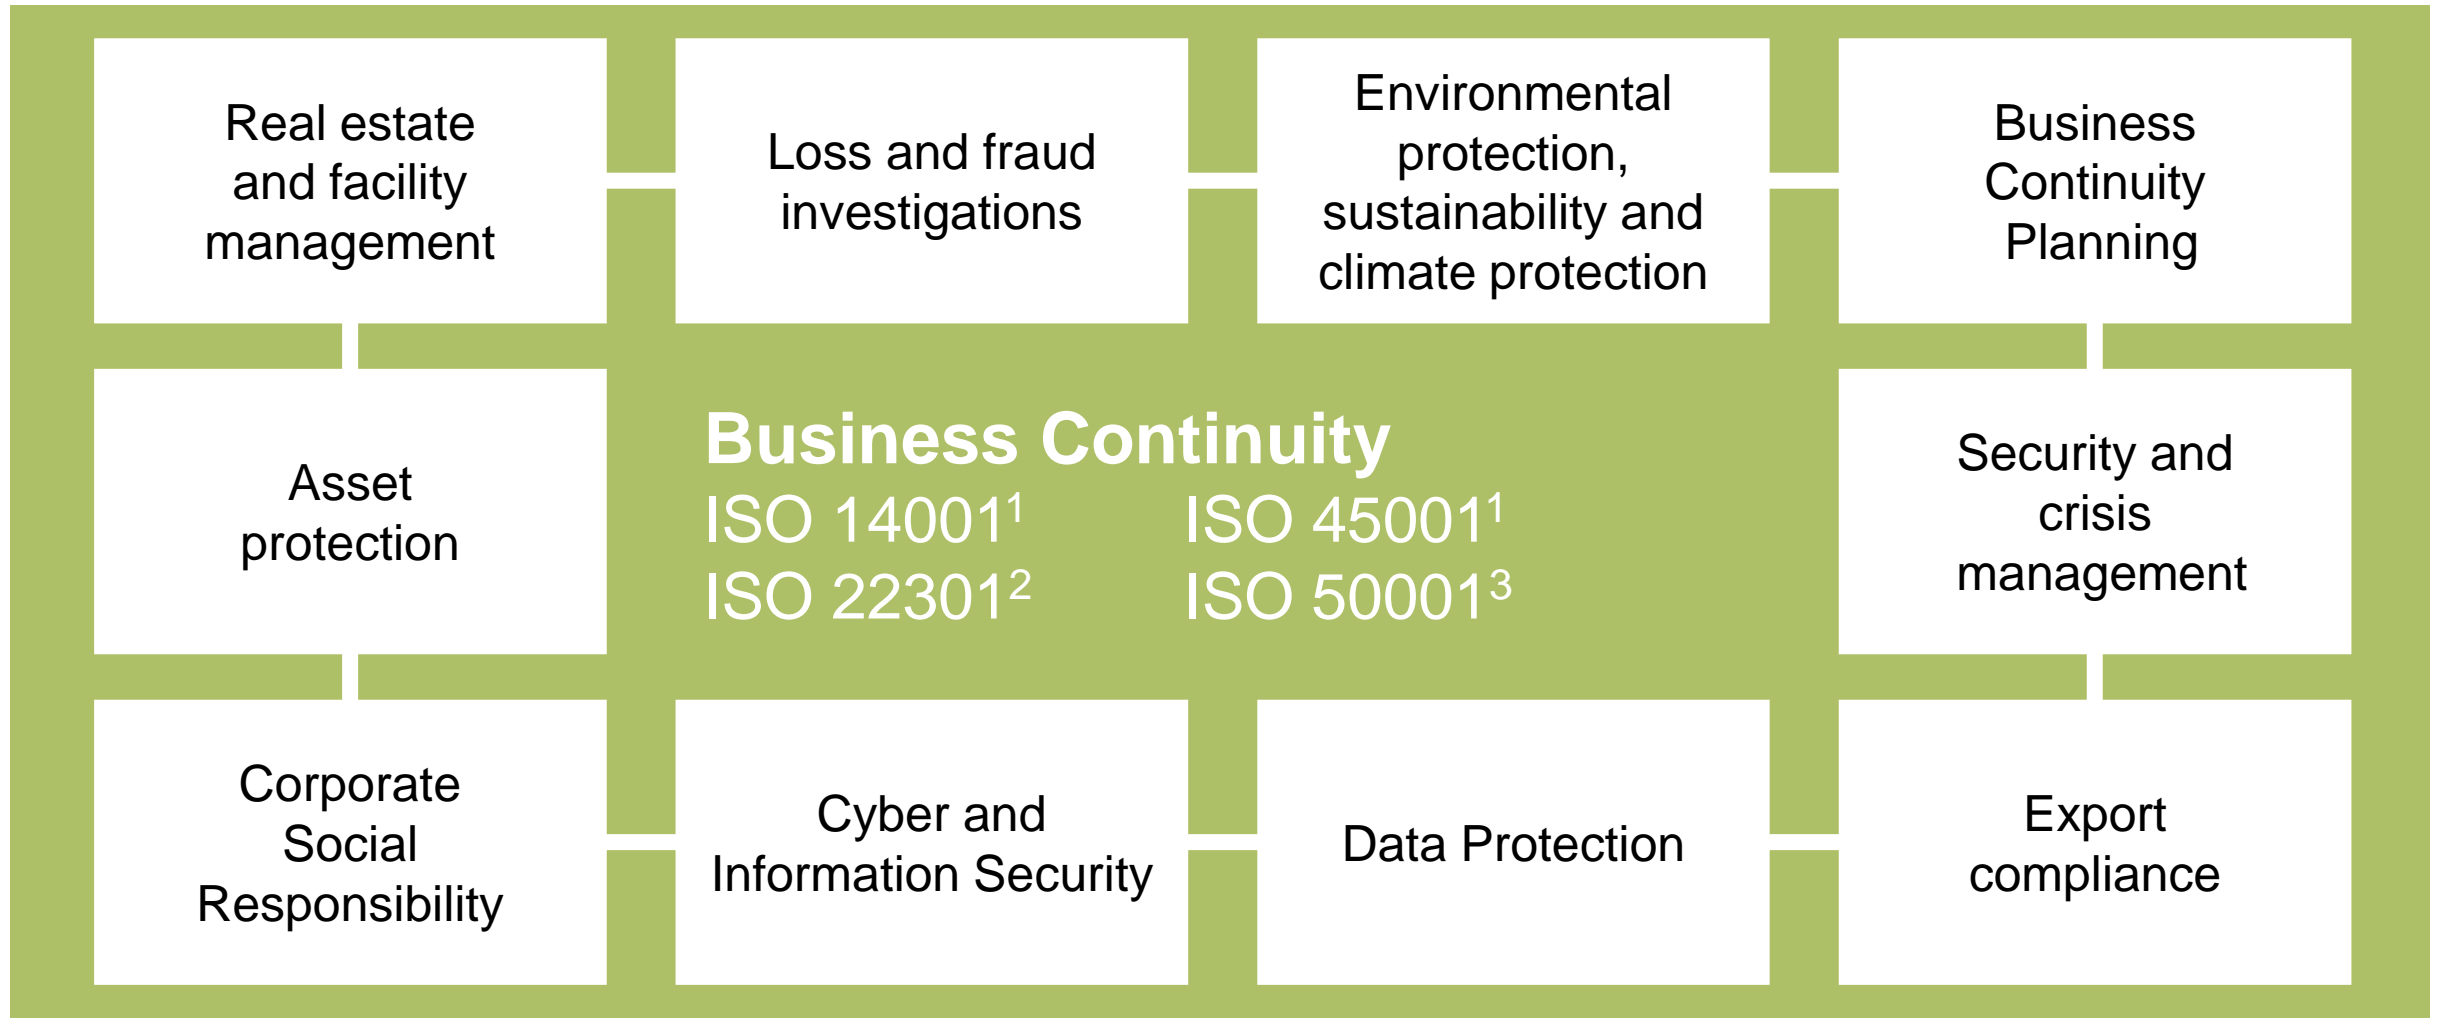 Real estate
and facility
management
Loss and fraud
investigations
Environmental
protection,
sustainability and
climate protection
Business
Continuity
Planning
Asset
protection
Business Continuity
ISO 14001¹ ISO 45001¹
ISO 22301² ISO 50001³
Security and
crisis
management
Corporate
Social
Responsibility
Cyber and
Information Security
Data Protection
Export
compliance